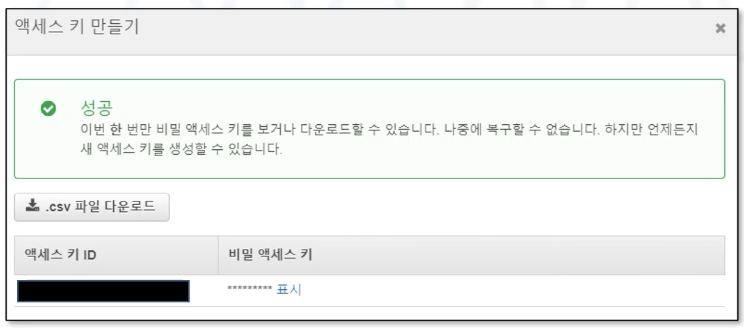 액세스 키 만들기
성공
이번 한 번만 비밀 액세스 키를 보거나 다운로드할 수 있습니다. 나중에 복구할 수 없습니다. 하지만 언제든지
새 액세스 키를 생성할 수 있습니다.
.csv 파일 다운로드
액세스 키 ID 비밀 액세스 키
********* 표시